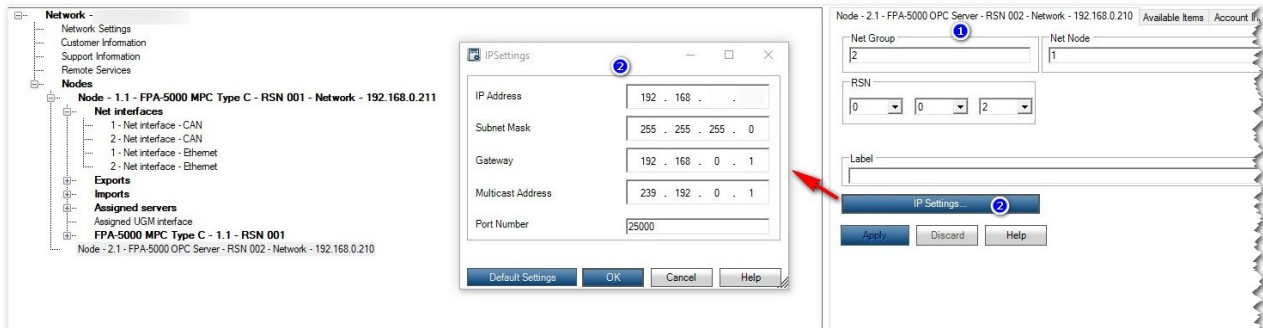 Network -
Network Settings
Customer Information
Support Information
Remote Services
Nodes
Node - 1.1 - FPA-5000 MPC Type C - RSN 001 - Network - 192.168.0.211
Net interfaces
1 - Net interface - CAN
2 - Net interface - CAN
1 - Net interface - Ethernet
2 - Net interface - Ethernet
Exports
Imports
Assigned servers
Assigned UGM interface
FPA-5000 MPC Type C - 1.1 - RSN 001
Node - 2.1 - FPA-5000 OPC Server - RSN 002 - Network - 192.168.0.210
IPSettings
2
IP Address 192 . 168 . .
Subnet Mask 255 . 255 . 255 . 0
Gateway 192 . 168 . 0 . 1
Multicast Address 239 . 192 . 0 . 1
Port Number 25000
Default Settings OK Cancel Help
Node - 2.1 - FPA-5000 OPC Server - RSN 002 - Network - 192.168.0.210 Available Items Account
1
Net Group Net Node
2 1
RSN
0 0 2
Label
IP Settings... 2
Apply Discard Help